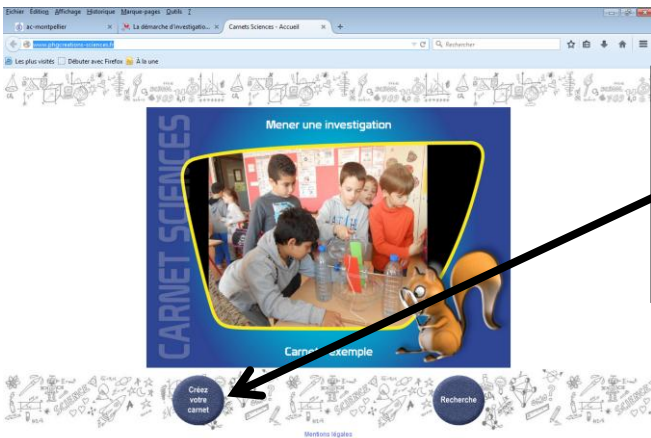 Fichier Édition Affichage Historique Marque-pages Outils ?
ac-montpellier
La démarche d'investigatio...
Carnets Sciences - Accueil
www.phgcreations-sciences.fr
Rechercher
Les plus visités
Débuter avec Firefox
À la une
CARNET SCIENCES
Mener une investigation
Carnet exemple
Créez
votre
carnet
Recherche
Mentions légales